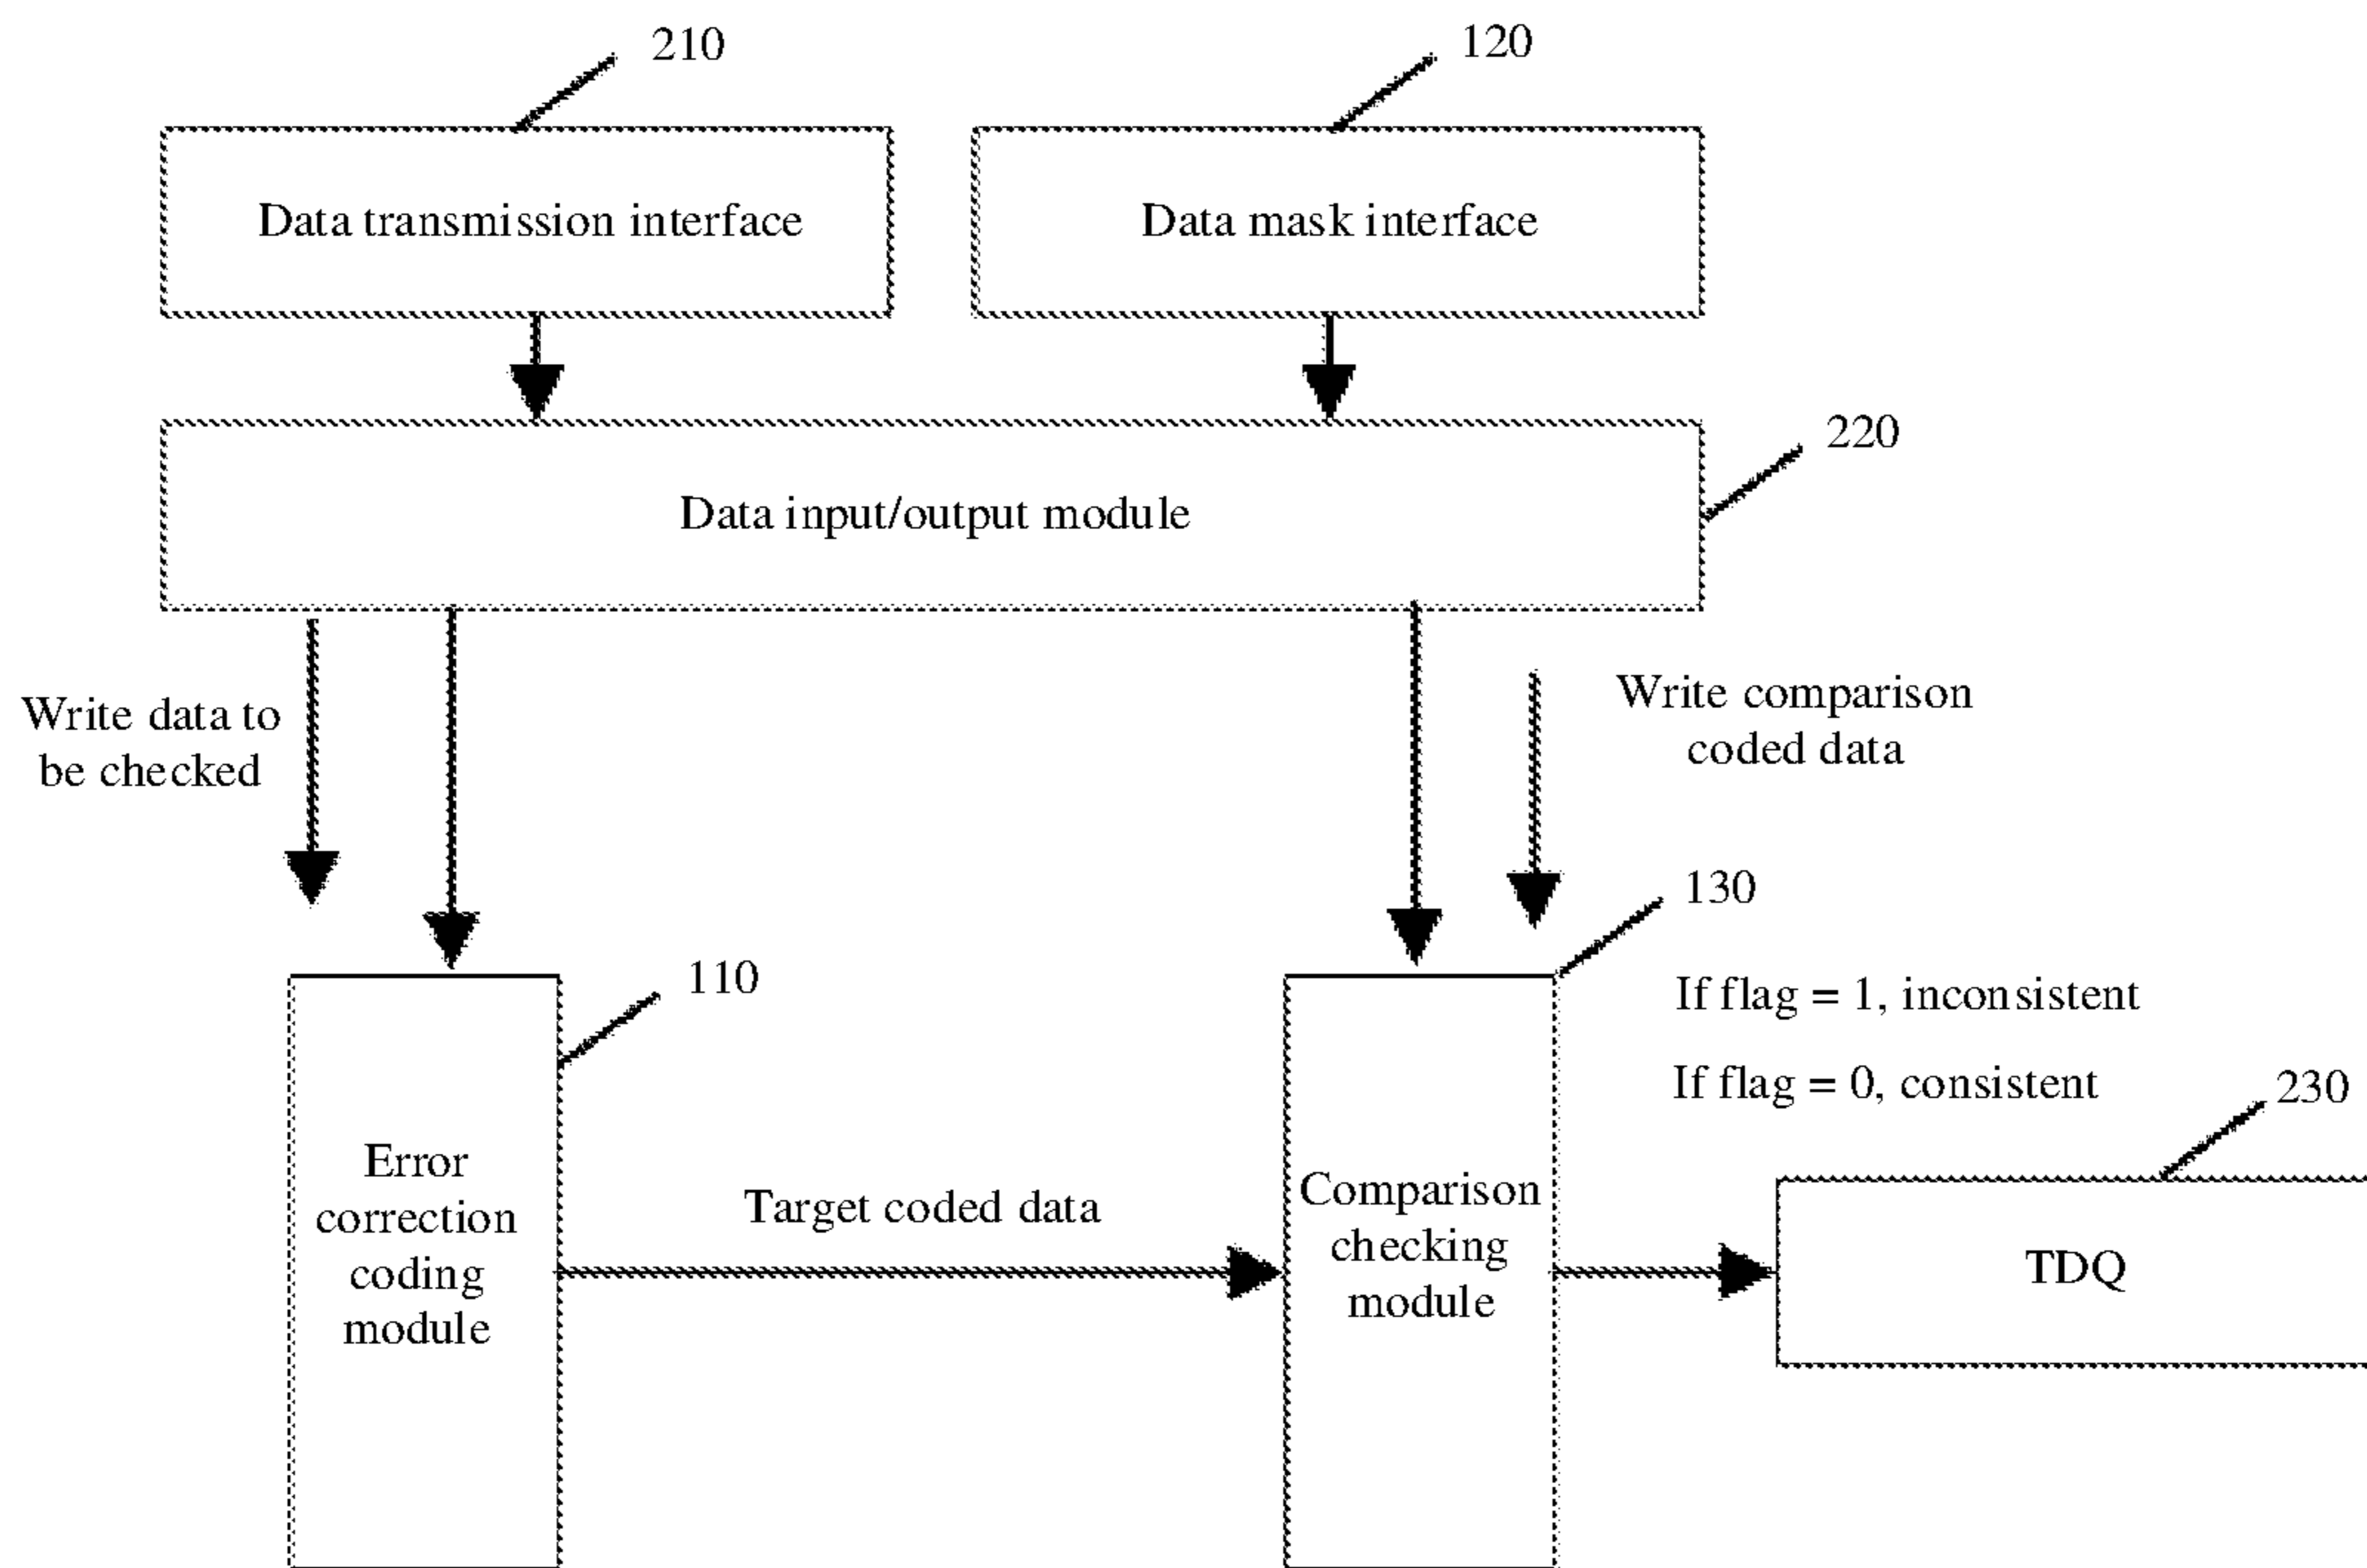 210
120
Data transmission interface
Data mask interface
220
Data input/output module
Write data to
be checked
Write comparison
coded data
130
110
If flag = 1, inconsistent
If flag = 0, consistent
230
Error
correction
coding
module
Target coded data
Comparison
checking
module
TDQ